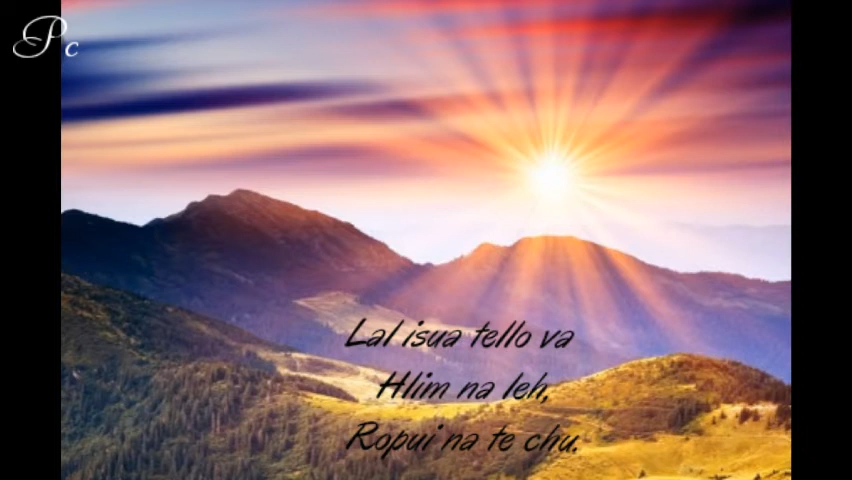 Pc
Lal isua tello va
Hlim na leh,
Ropui na te chu.